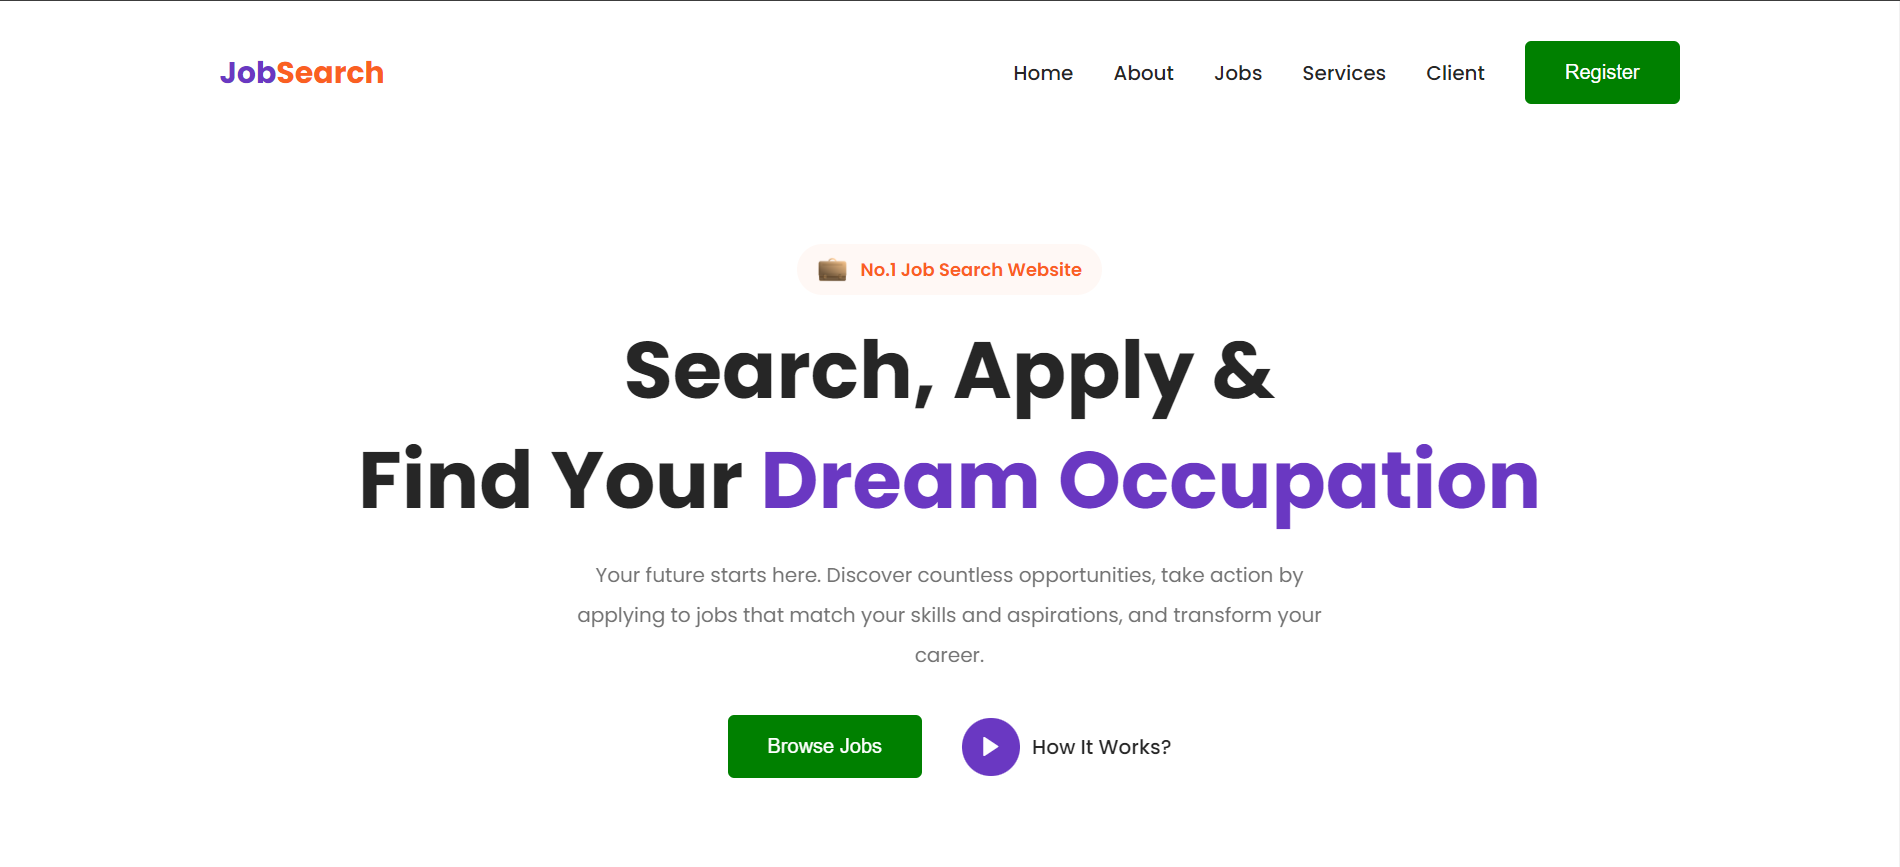 JobSearch
Home About Jobs Services Client Register
No.1 Job Search Website
Search, Apply &
Find Your Dream Occupation
Your future starts here. Discover countless opportunities, take action by
applying to jobs that match your skills and aspirations, and transform your
career.
Browse Jobs
How It Works?